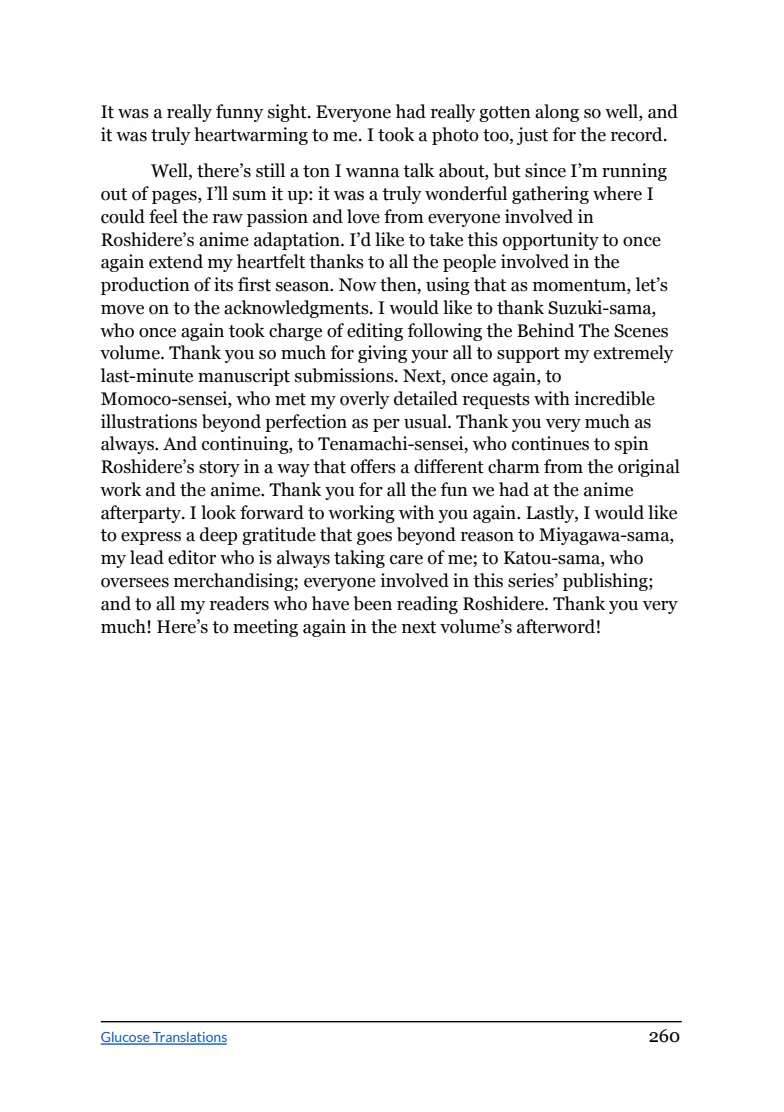 It was a really funny sight. Everyone had really gotten along so well, and
it was truly heartwarming to me. I took a photo too, just for the record.
Well, there’s still a ton I wanna talk about, but since I’m running
out of pages, I’ll sum it up: it was a truly wonderful gathering where I
could feel the raw passion and love from everyone involved in
Roshidere’s anime adaptation. I’d like to take this opportunity to once
again extend my heartfelt thanks to all the people involved in the
production of its first season. Now then, using that as momentum, let’s
move on to the acknowledgments. I would like to thank Suzuki-sama,
who once again took charge of editing following the Behind The Scenes
volume. Thank you so much for giving your all to support my extremely
last-minute manuscript submissions. Next, once again, to
Momoco-sensei, who met my overly detailed requests with incredible
illustrations beyond perfection as per usual. Thank you very much as
always. And continuing, to Tenamachi-sensei, who continues to spin
Roshidere’s story in a way that offers a different charm from the original
work and the anime. Thank you for all the fun we had at the anime
afterparty. I look forward to working with you again. Lastly, I would like
to express a deep gratitude that goes beyond reason to Miyagawa-sama,
my lead editor who is always taking care of me; to Katou-sama, who
oversees merchandising; everyone involved in this series’ publishing;
and to all my readers who have been reading Roshidere. Thank you very
much! Here’s to meeting again in the next volume’s afterword!
Glucose Translations 260